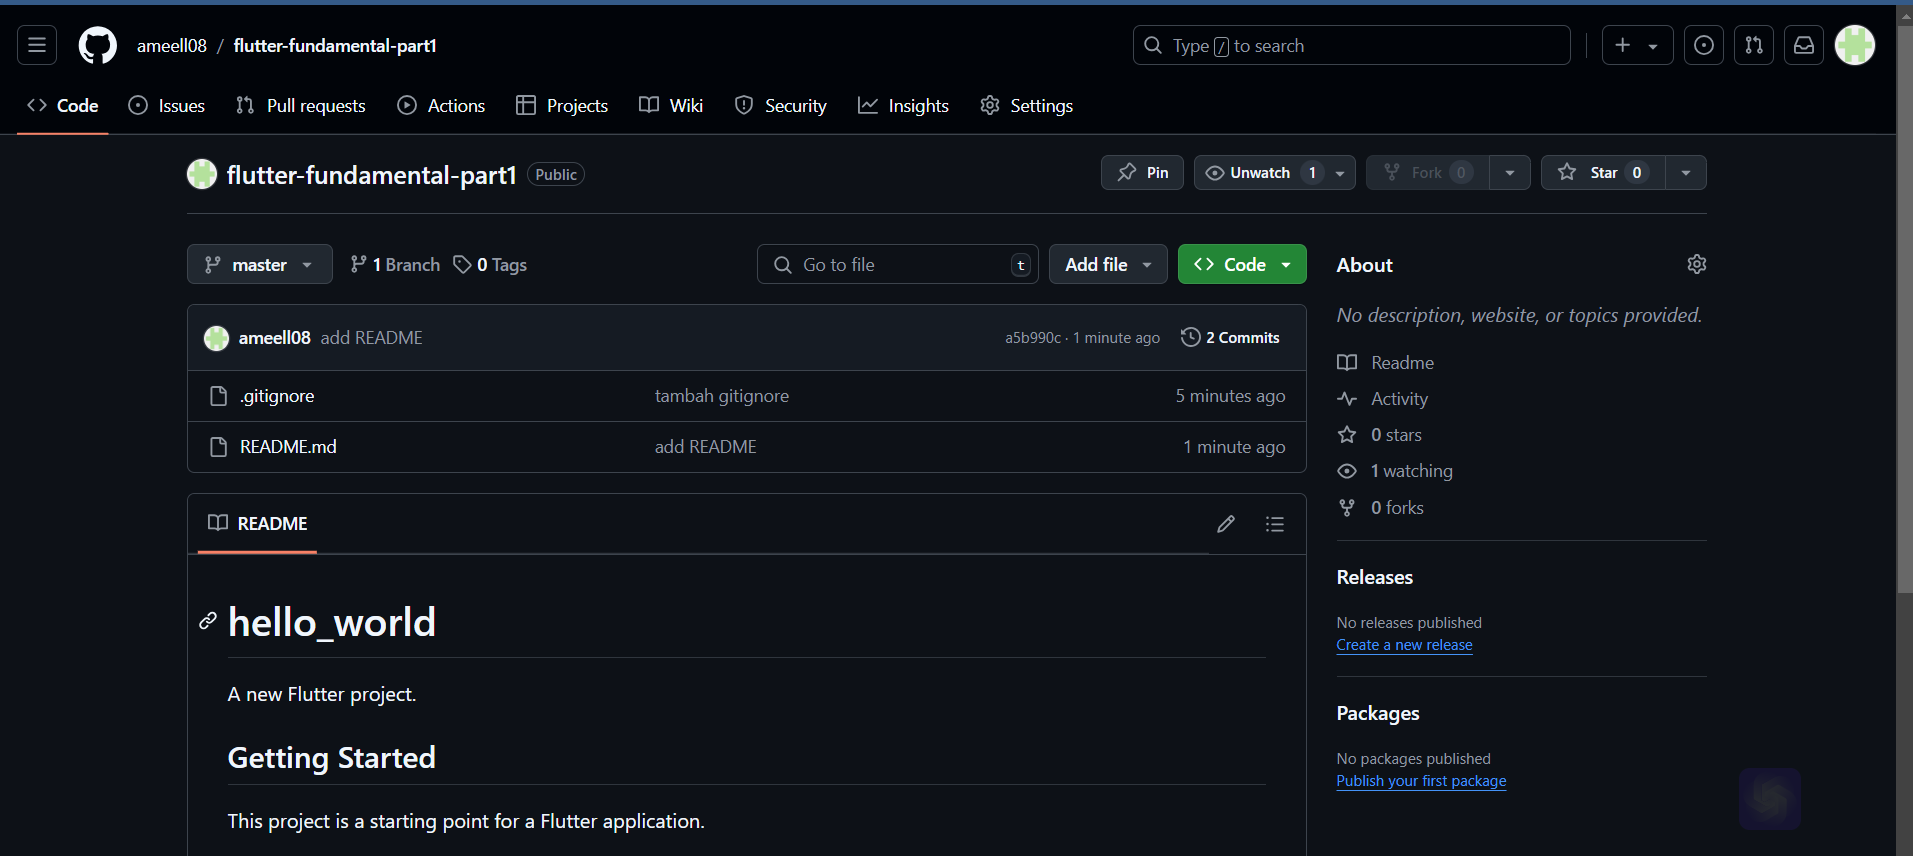 ameell08 / flutter-fundamental-part1
Type / to search
Code Issues Pull requests Actions Projects Wiki Security Insights Settings
flutter-fundamental-part1 Public
Pin Unwatch 1 Fork 0 Star 0
master 1 Branch 0 Tags Go to file t Add file Code
ameell08 add README a5b990c · 1 minute ago 2 Commits
.gitignore tambah gitignore 5 minutes ago
README.md add README 1 minute ago
README
hello_world
A new Flutter project.
Getting Started
This project is a starting point for a Flutter application.
About
No description, website, or topics provided.
Readme
Activity
0 stars
1 watching
0 forks
Releases
No releases published
Create a new release
Packages
No packages published
Publish your first package